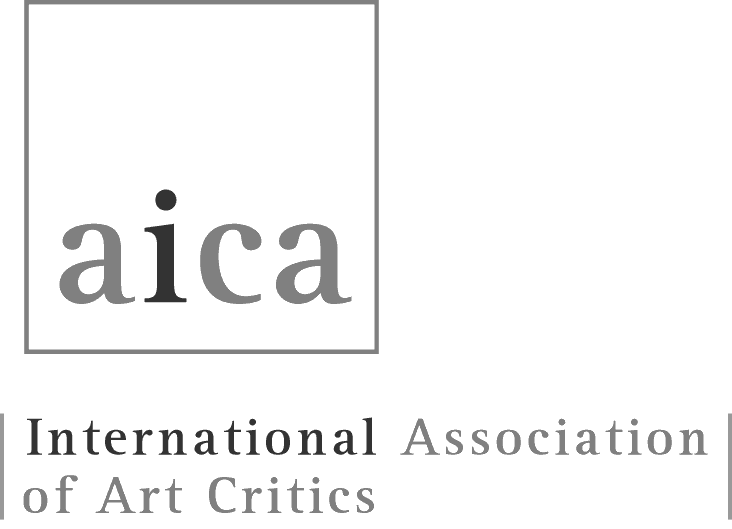 aica
International Association
of Art Critics